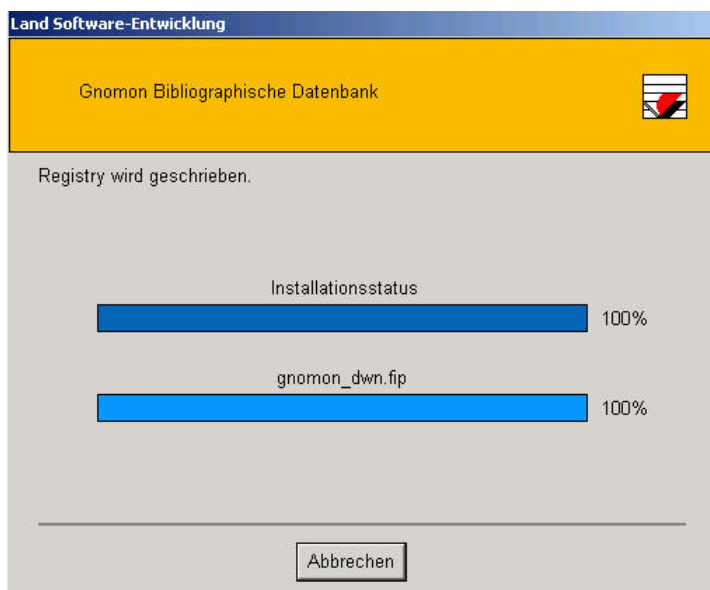 Land Software-Entwicklung
Gnomon Bibliographische Datenbank
Registry wird geschrieben.
Installationsstatus
100%
gnomon_dwn.fip
100%
Abbrechen